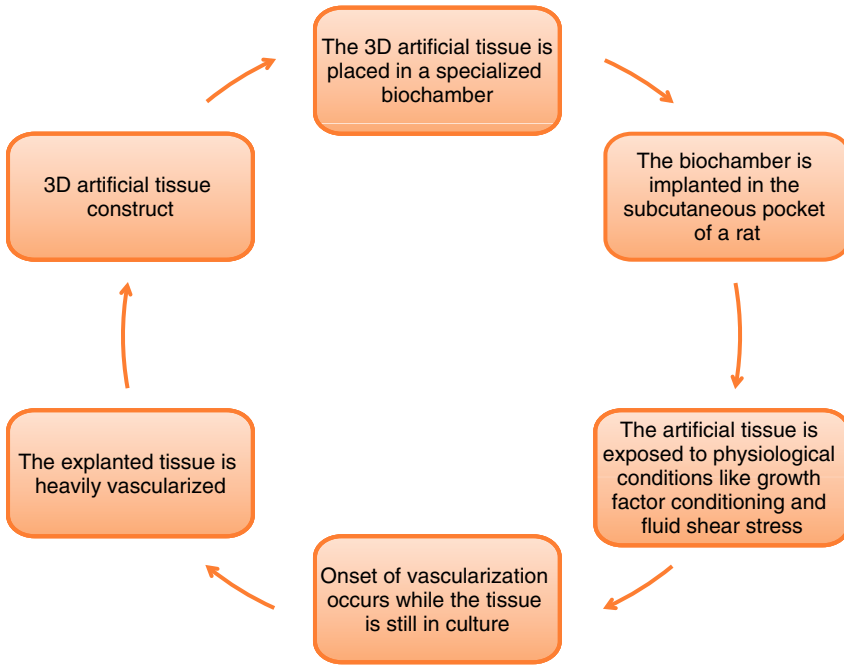 The 3D artificial tissue is
placed in a specialized
biochamber
The biochamber is
implanted in the
subcutaneous pocket
of a rat
The artificial tissue is
exposed to physiological
conditions like growth
factor conditioning and
fluid shear stress
Onset of vascularization
occurs while the tissue
is still in culture
The explanted tissue is
heavily vascularized
3D artificial tissue
construct